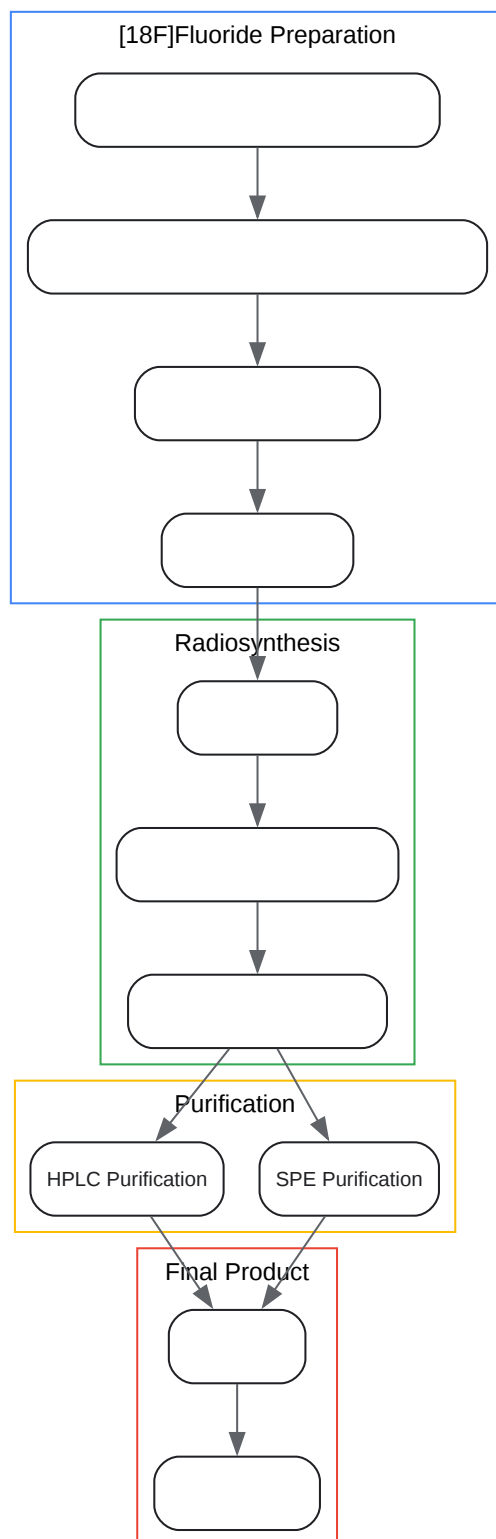 [18F]Fluoride Preparation
Radiosynthesis
Purification
HPLC Purification
SPE Purification
Final Product